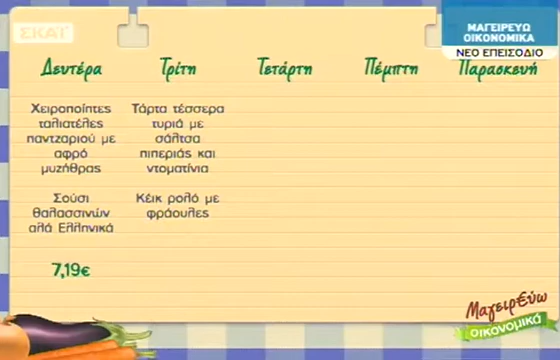 ΣΚΑΪ
ΜΑΓΕΙΡΕΥΩ
ΟΙΚΟΝΟΜΙΚΑ
ΝΕΟ ΕΠΕΙΣΟΔΙΟ
Δευτέρα Τρίτη Τετάρτη Πέμπτη Παρασκευή
Χειροποίητες
ταλιατέλες
παντζαριού με
αφρό
μυζήθρας
Τάρτα τέσσερα
τυριά με
σάλτσα
πιπεριάς και
ντοματίνια
Σούσι
θαλασσινών
αλά Ελληνικά
Κέικ ρολό με
φράουλες
7,19€
Μαγειρεύω
οικονομικά